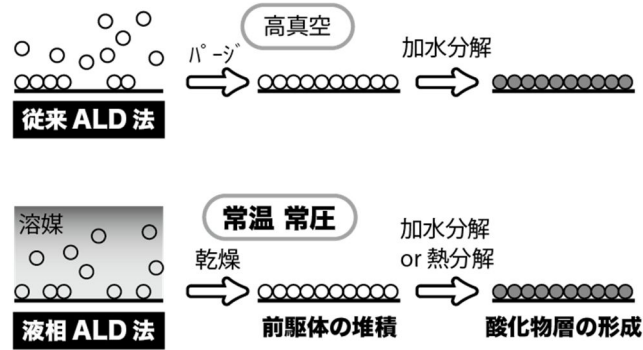 高真空
パージ
加水分解
従来 ALD 法
溶媒
常温 常圧
乾燥
加水分解
or 熱分解
液相 ALD 法
前駆体の堆積
酸化物層の形成